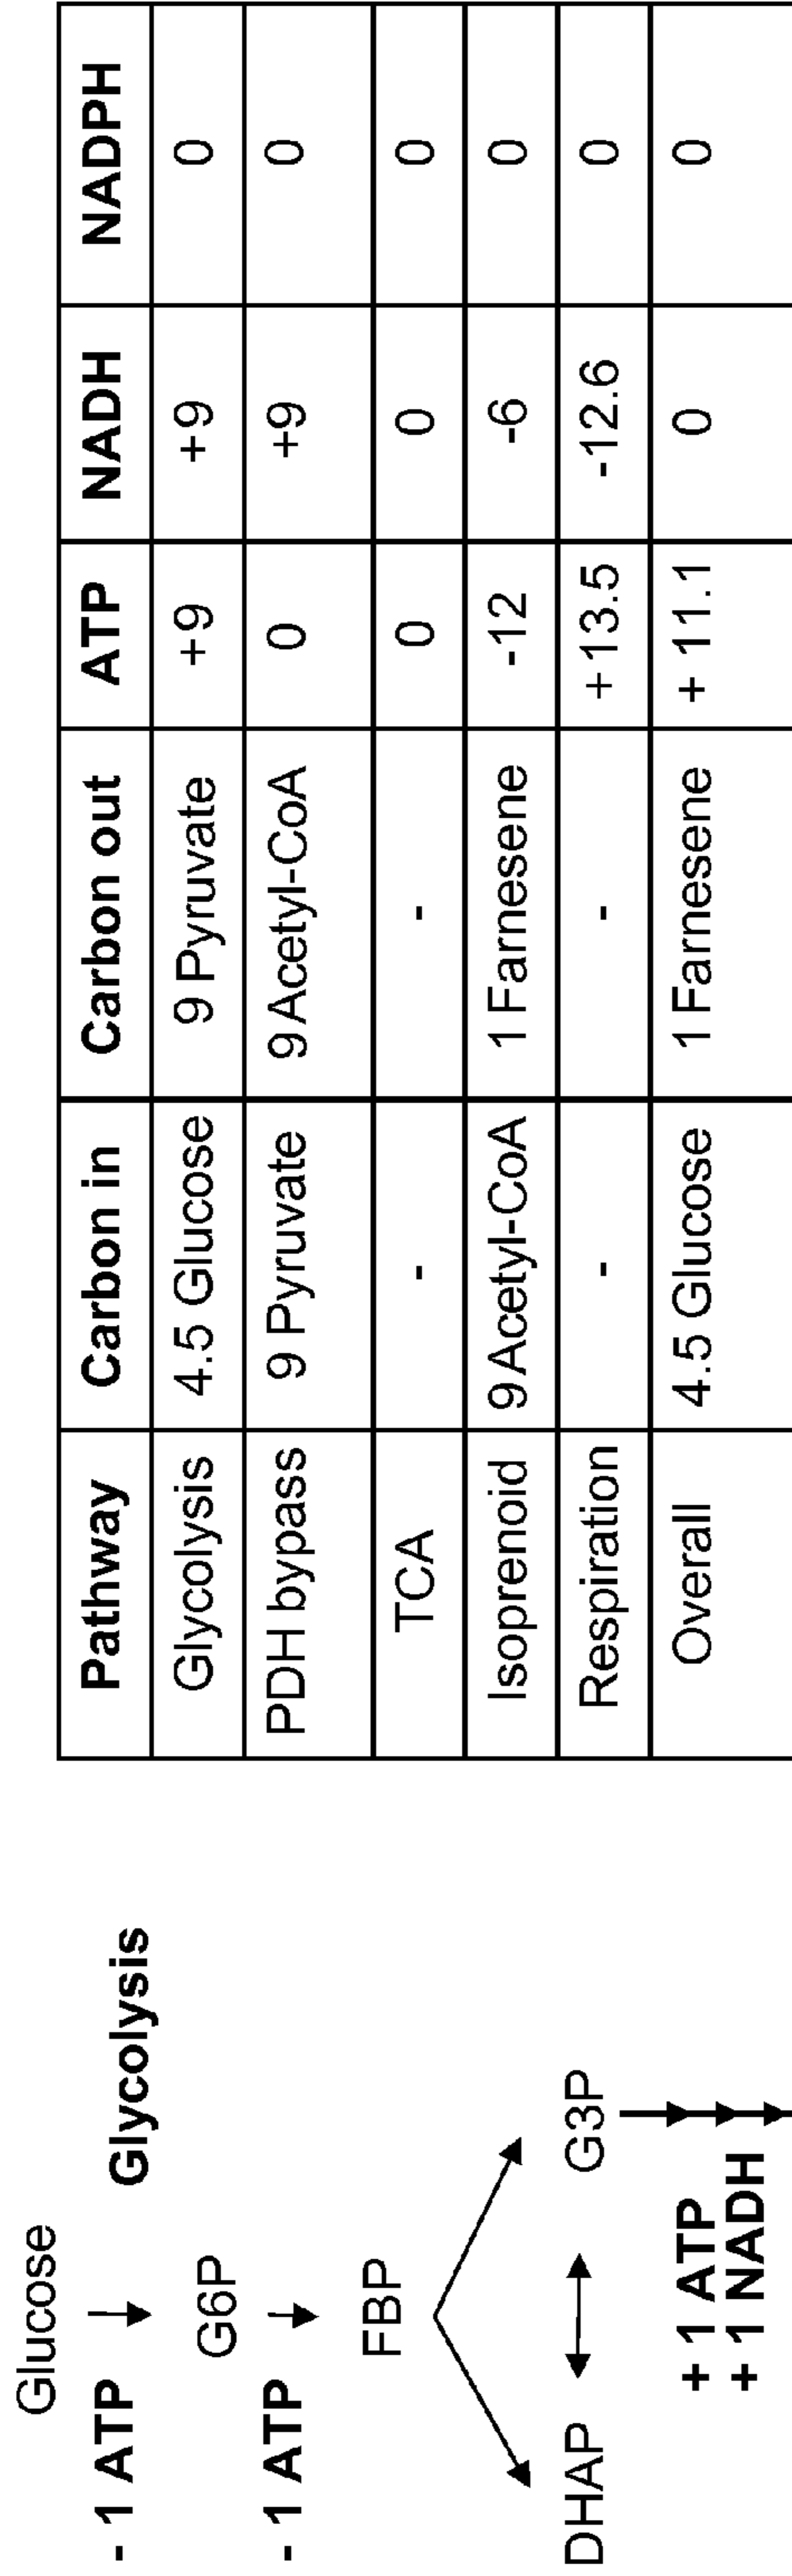 Glucose
- 1 ATP
Glycolysis
G6P
- 1 ATP
FBP
DHAP G3P
+ 1 ATP
+ 1 NADH
Pathway Carbon in Carbon out ATP NADH NADPH
Glycolysis 4.5 Glucose 9 Pyruvate +9 +9 0
PDH bypass 9 Pyruvate 9 Acetyl-CoA 0 +9 0
TCA - - 0 0 0
Isoprenoid 9 Acetyl-CoA 1 Farnesene -12 -6 0
Respiration - - +13.5 -12.6 0
Overall 4.5 Glucose 1 Farnesene + 11.1 0 0